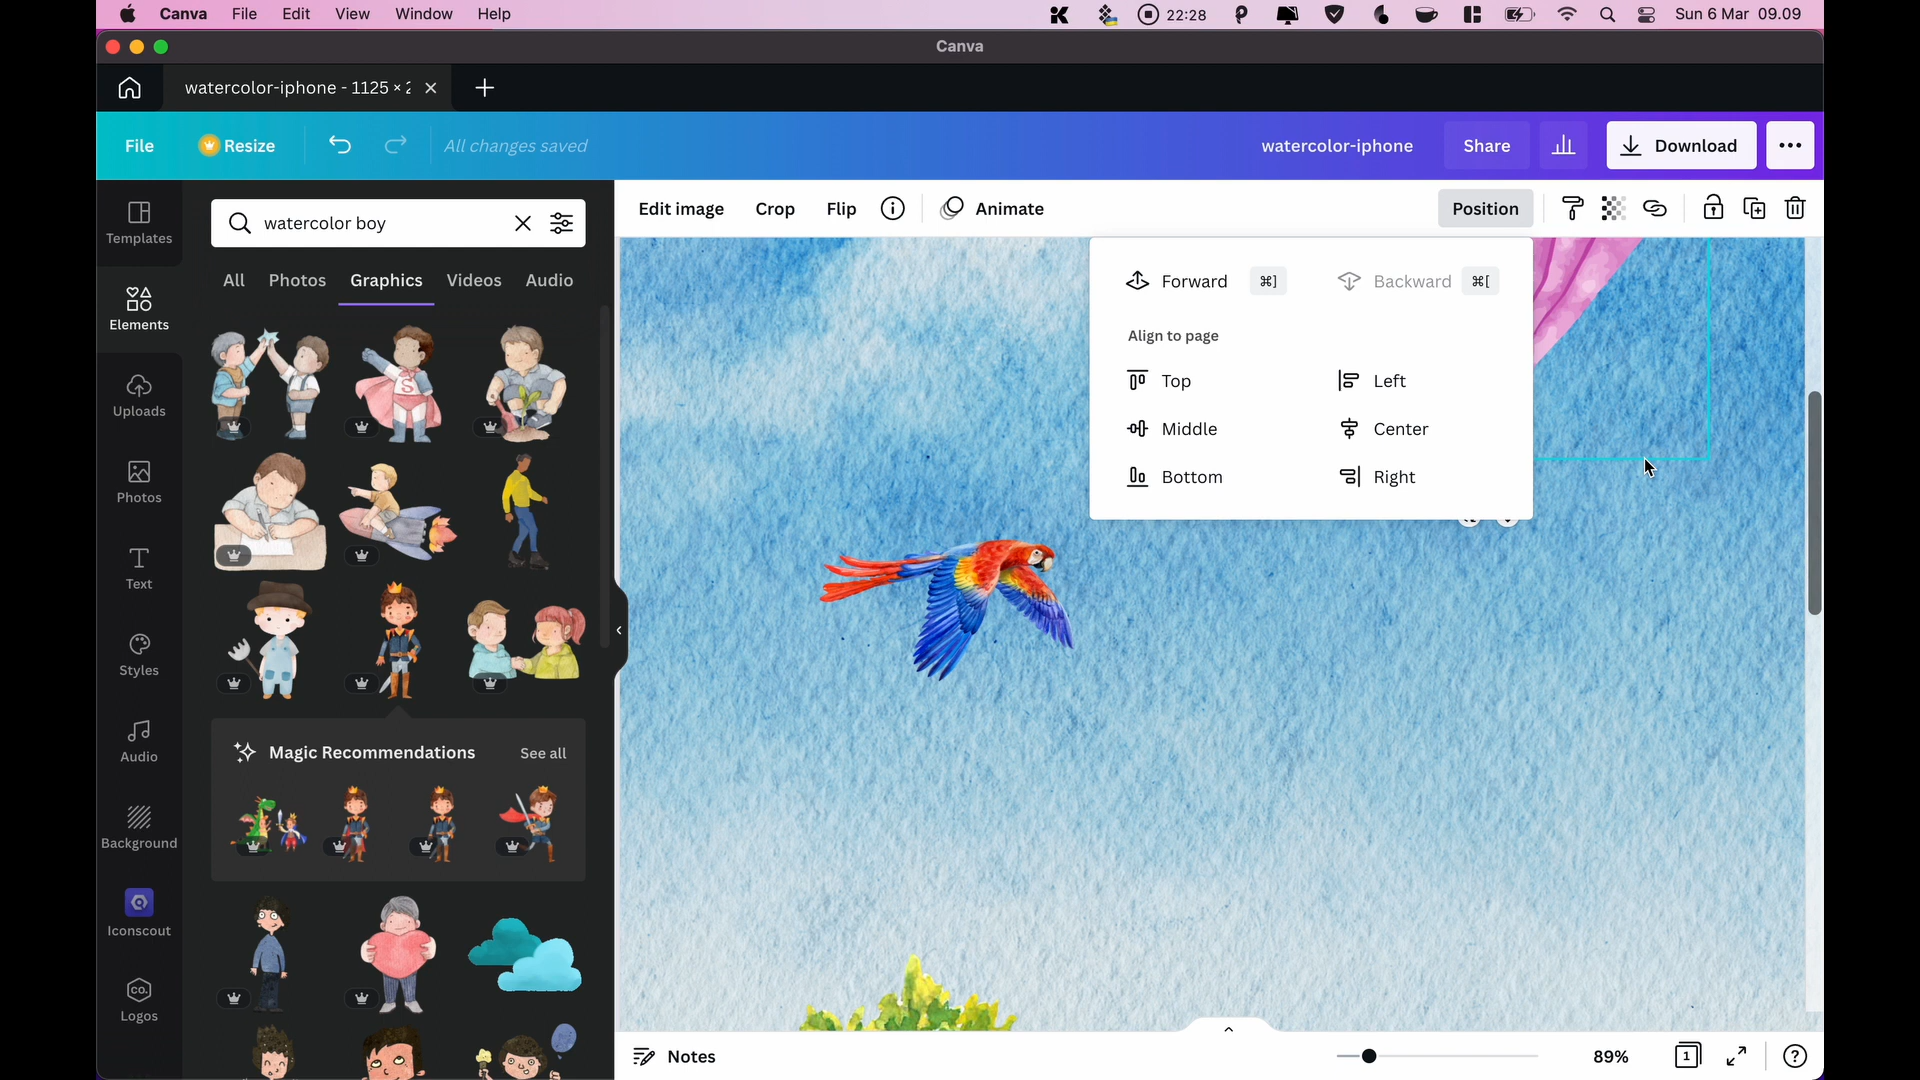 Canva File Edit View Window Help 22:28 Sun 6 Mar 09.09
Canva
watercolor-iphone - 1125 ×
File Resize All changes saved watercolor-iphone Share Download
watercolor boy
Edit image Crop Flip Animate Position
Templates
All Photos Graphics Videos Audio
Forward ⌘] Backward ⌘[
Elements
Align to page
Top Left
Uploads
Middle Center
Bottom Right
Photos
S
Text
Styles
Magic Recommendations See all
Audio
Background
Iconscout
co.
Logos
Notes 89% 1 ?